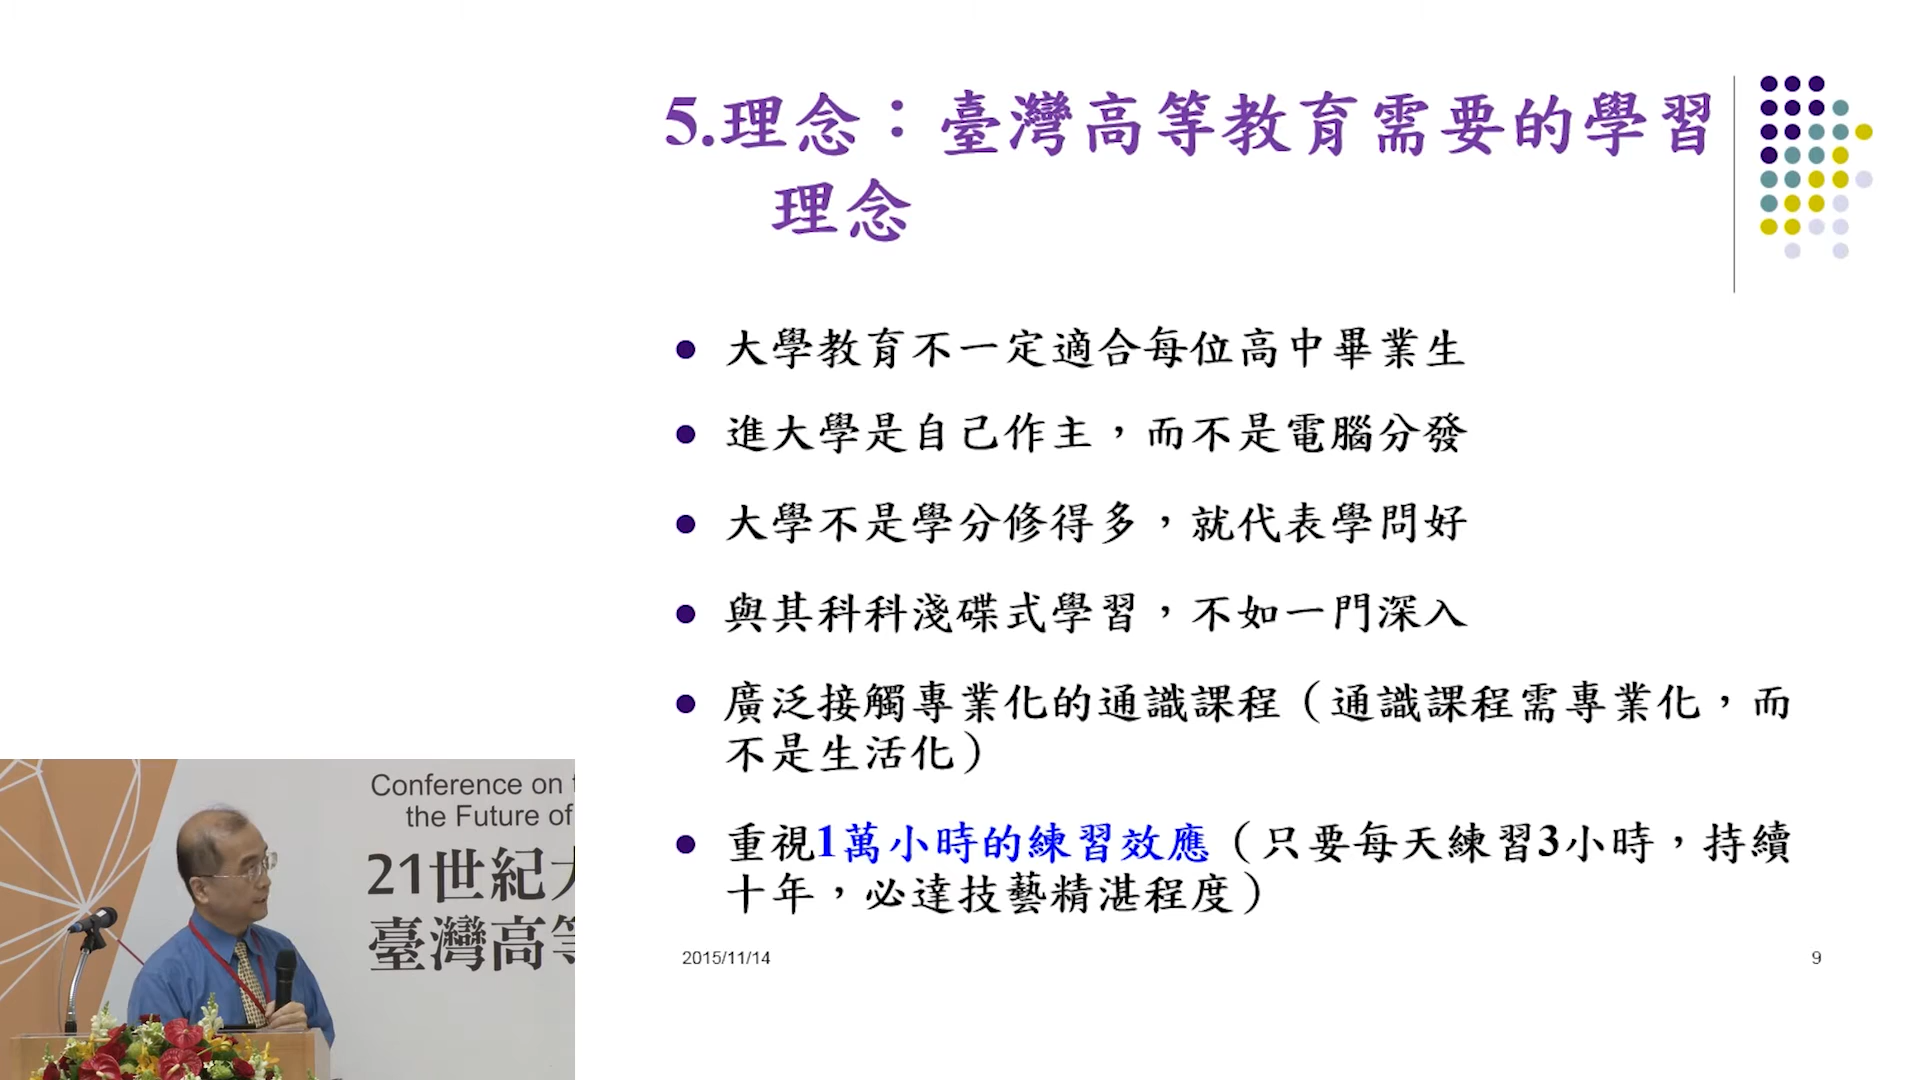 5.理念：臺灣高等教育需要的學習
理念
大學教育不一定適合每位高中畢業生
進大學是自己作主，而不是電腦分發
大學不是學分修得多，就代表學問好
與其科科淺碟式學習，不如一門深入
廣泛接觸專業化的通識課程（通識課程需專業化，而
不是生活化）
重視1萬小時的練習效應（只要每天練習3小時，持續
十年，必達技藝精湛程度）
2015/11/14
9
Conference on
the Future of
21世紀
臺灣高